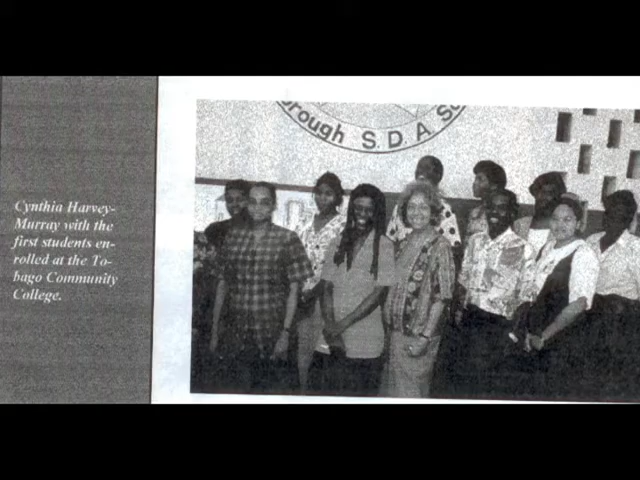 rough S.D.A. S
Cynthia Harvey-
Murray with the
first students en-
rolled at the To-
bago Community
College.